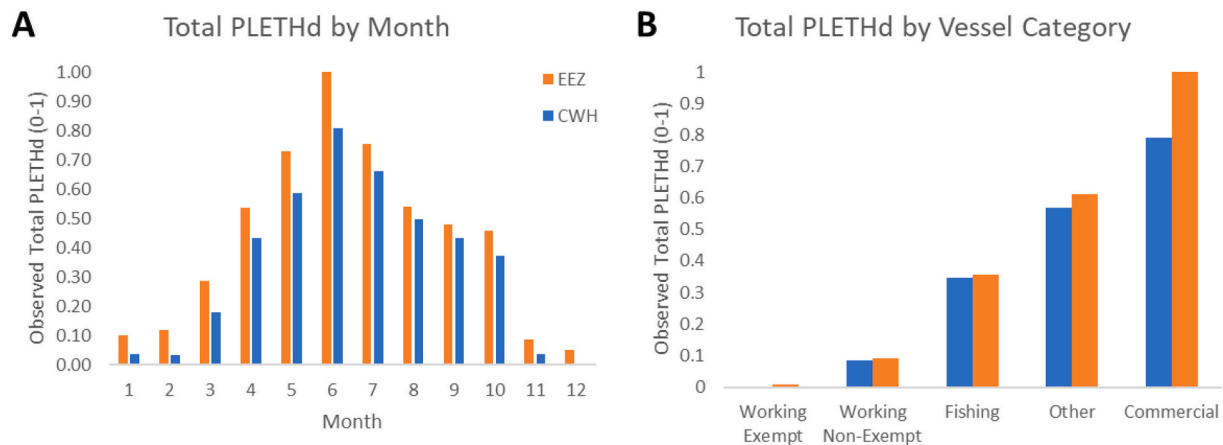 A
Total PLETHd by Month
Observed Total PLETHd (0-1)
1.00
0.90
0.80
0.70
0.60
0.50
0.40
0.30
0.20
0.10
0.00
EEZ
CWH
1 2 3 4 5 6 7 8 9 10 11 12
Month
B
Total PLETHd by Vessel Category
Observed Total PLETHd (0-1)
1
0.9
0.8
0.7
0.6
0.5
0.4
0.3
0.2
0.1
0
Working Working Fishing Other Commercial
Exempt Non-Exempt